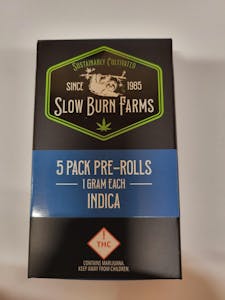 SUSTAINABLY CULTIVATED
SINCE 1985
SLOW BURN FARMS
5 PACK PRE-ROLLS
1 GRAM EACH
INDICA
!
THC
CONTAINS MARIJUANA.
KEEP AWAY FROM CHILDREN.